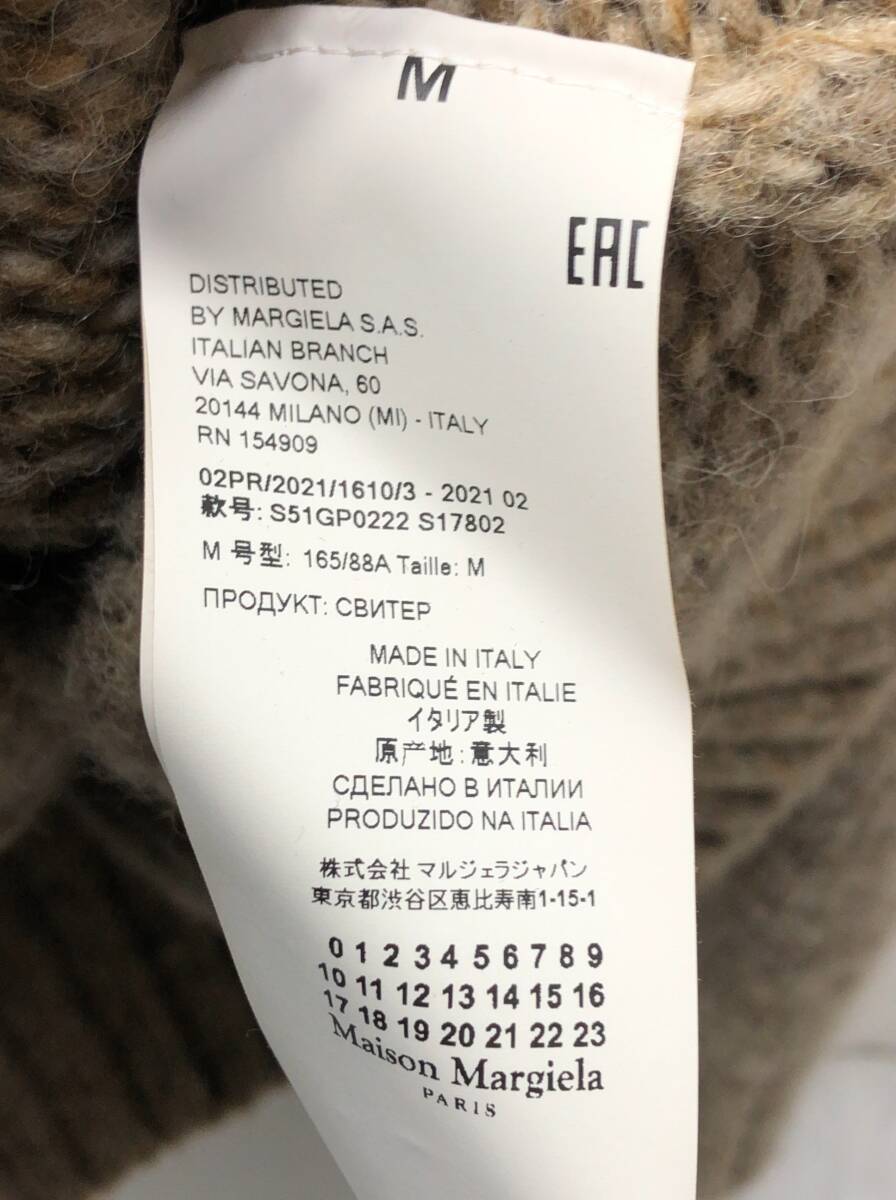 M
EAC
DISTRIBUTED
BY MARGIELA S.A.S.
ITALIAN BRANCH
VIA SAVONA, 60
20144 MILANO (MI) - ITALY
RN 154909
02PR/2021/1610/3 - 2021 02
款号: S51GP0222 S17802
M 号型: 165/88A Taille: M
ПРОДУКТ: СВИТЕР
MADE IN ITALY
FABRIQUÉ EN ITALIE
イタリア製
原产地: 意大利
СДЕЛАНО В ИТАЛИИ
PRODUZIDO NA ITALIA
株式会社 マルジェラジャパン
東京都渋谷区恵比寿南1-15-1
0 1 2 3 4 5 6 7 8 9
10 11 12 13 14 15 16
17 18 19 20 21 22 23
Maison Margiela
PARIS